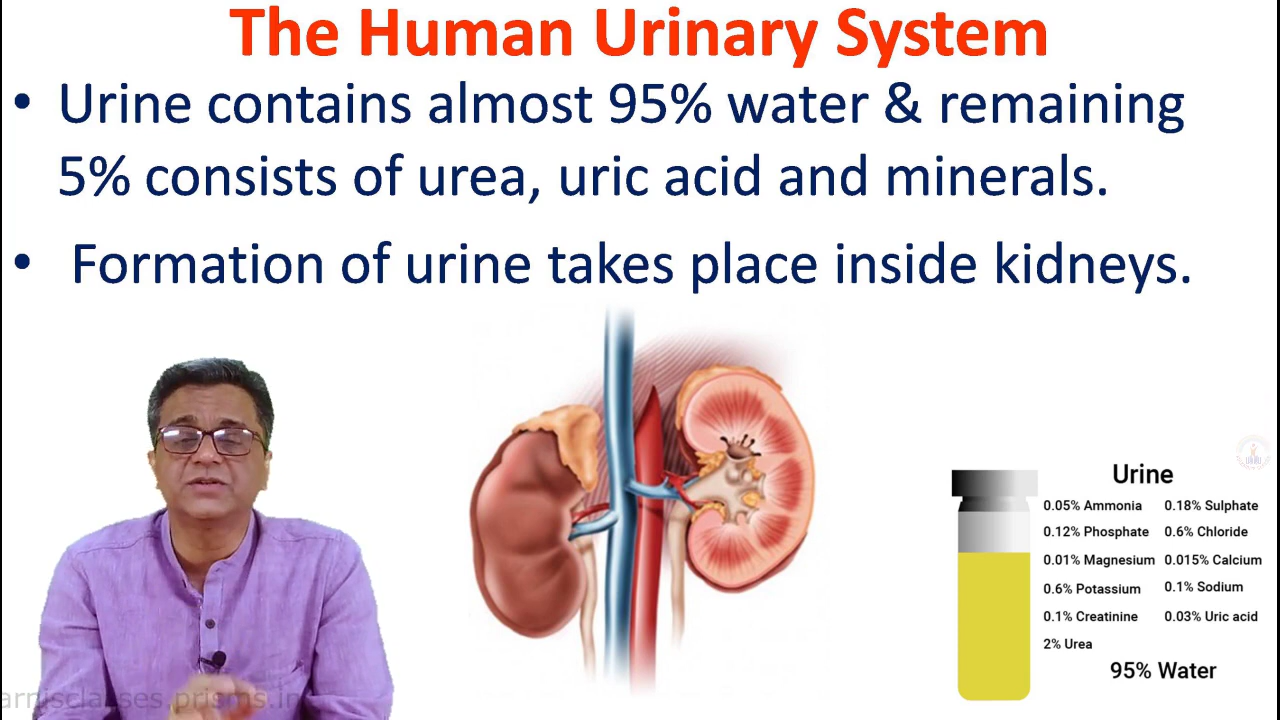 The Human Urinary System
• Urine contains almost 95% water & remaining
5% consists of urea, uric acid and minerals.
• Formation of urine takes place inside kidneys.
Urine
0.05% Ammonia 0.18% Sulphate
0.12% Phosphate 0.6% Chloride
0.01% Magnesium 0.015% Calcium
0.6% Potassium 0.1% Sodium
0.1% Creatinine 0.03% Uric acid
2% Urea
95% Water